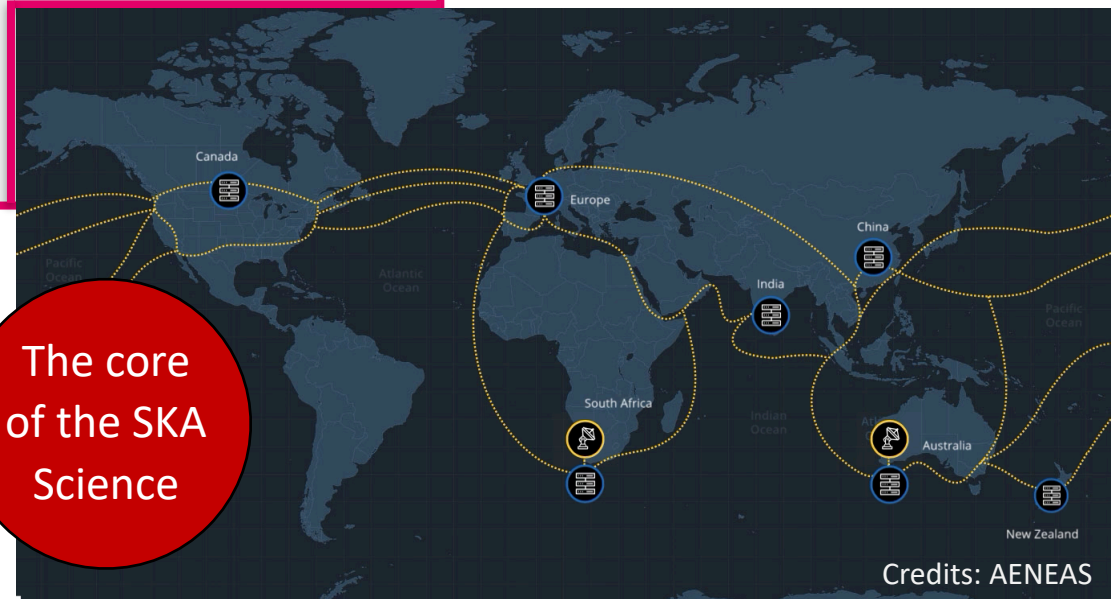 Canada
Europe
China
India
Pacific
Ocean
Atlantic
Ocean
Pacific
Ocean
The core
of the SKA
Science
South Africa
Indian
Ocean
Australia
New Zealand
Credits: AENEAS